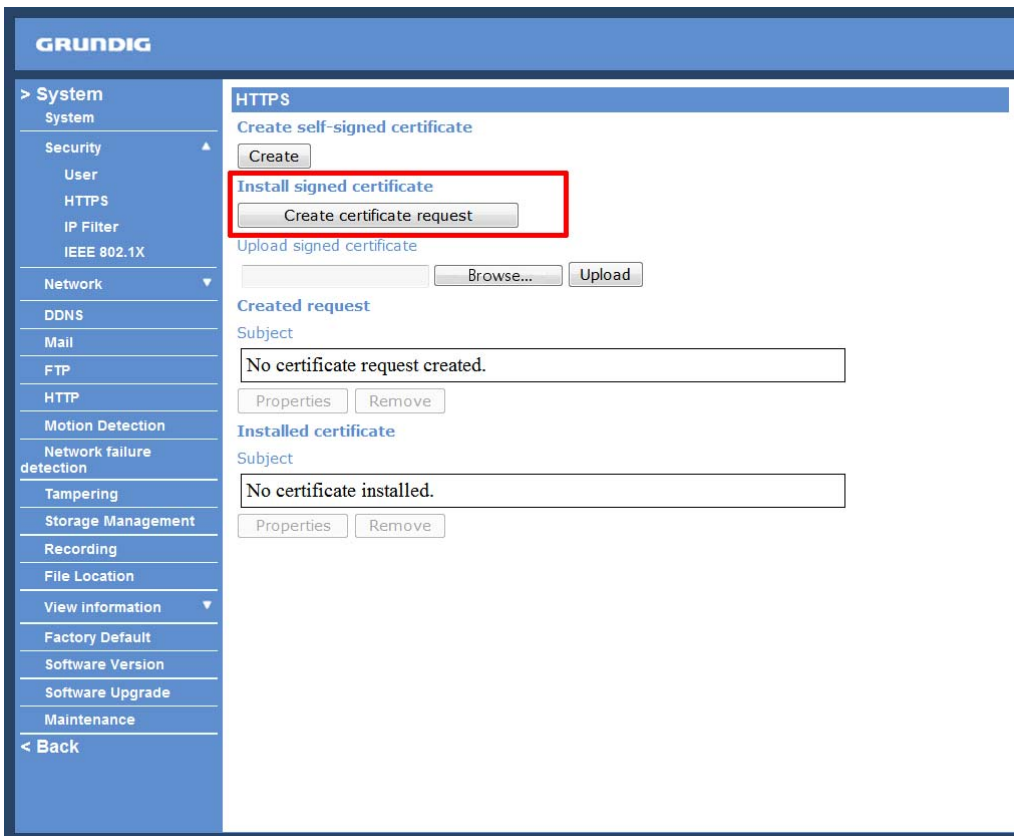 GRUNDIG
> System
System
Security
User
HTTPS
IP Filter
IEEE 802.1X
Network
DDNS
Mail
FTP
HTTP
Motion Detection
Network failure
detection
Tampering
Storage Management
Recording
File Location
View information
Factory Default
Software Version
Software Upgrade
Maintenance
< Back
HTTPS
Create self-signed certificate
Create
Install signed certificate
Create certificate request
Upload signed certificate
Browse... Upload
Created request
Subject
No certificate request created.
Properties Remove
Installed certificate
Subject
No certificate installed.
Properties Remove